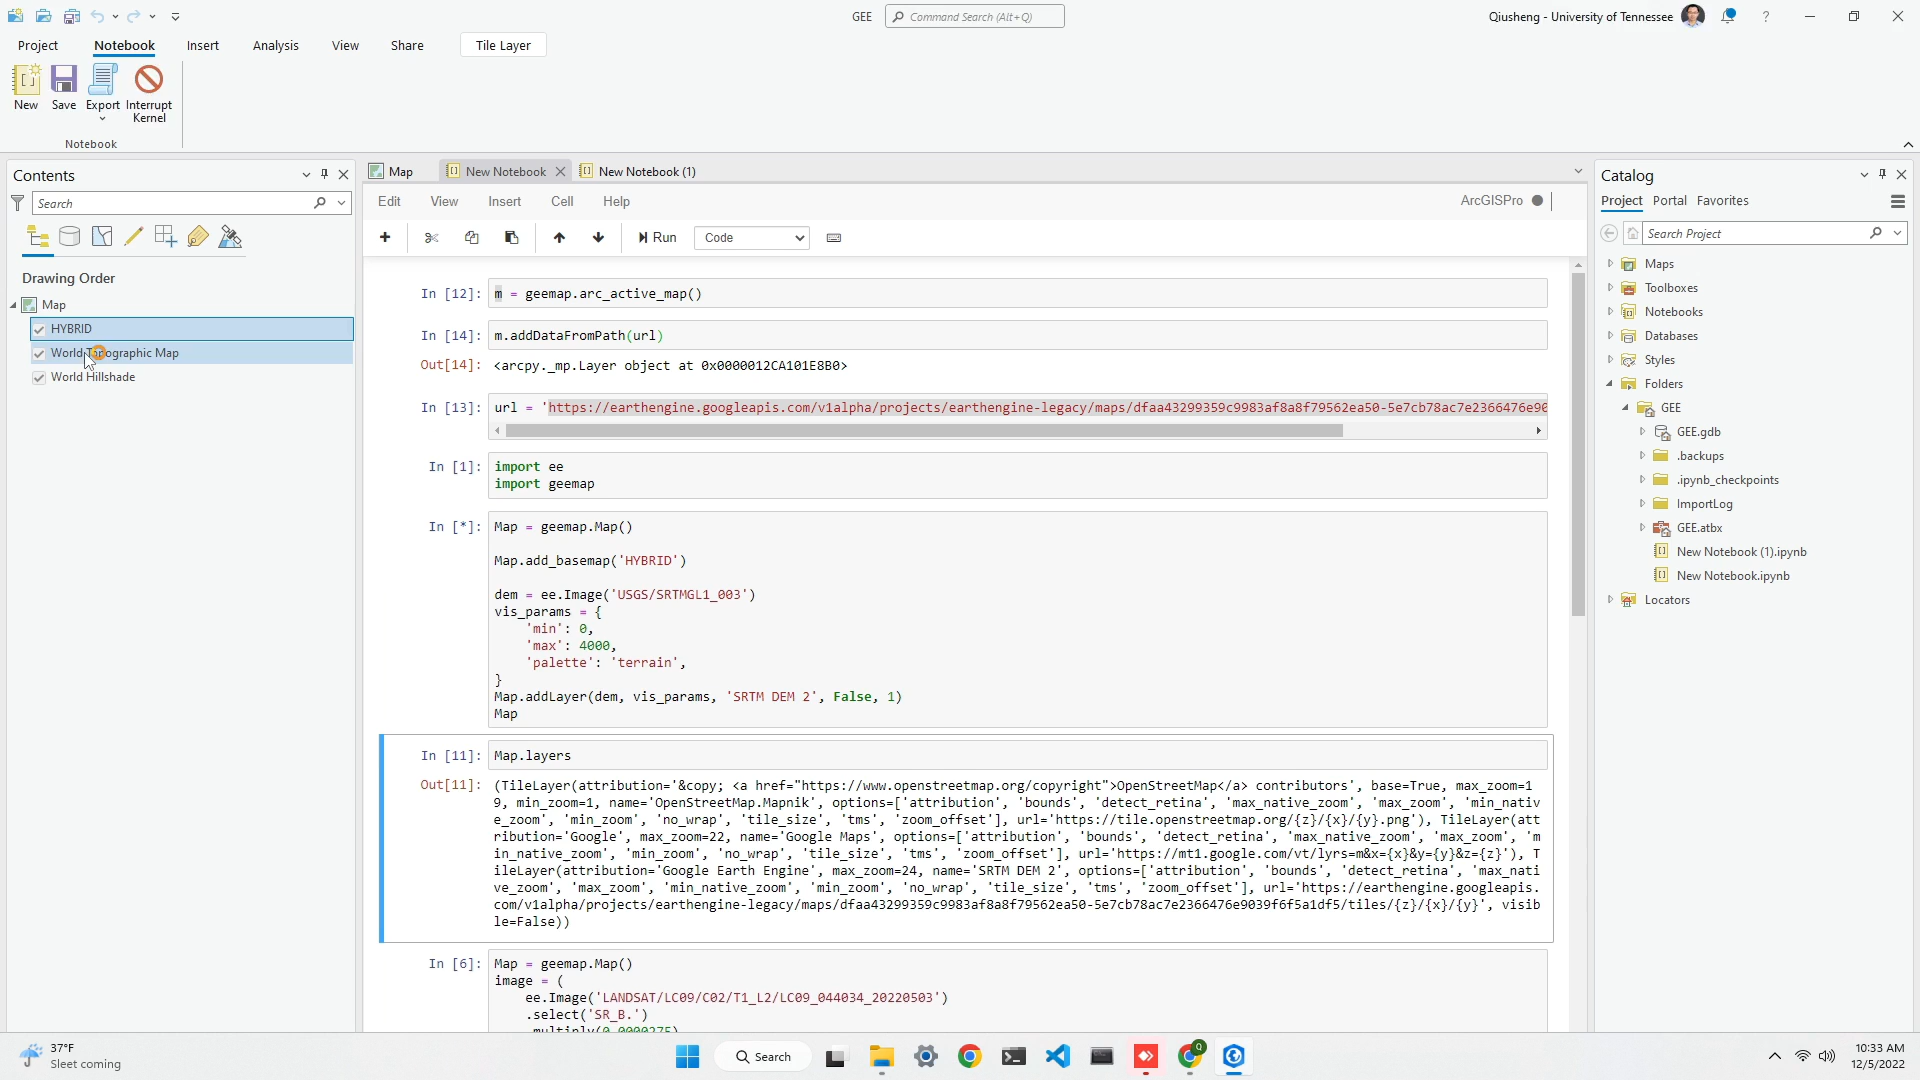 GEE
Command Search (Alt+Q)
Qiusheng - University of Tennessee
Project
Notebook
Insert
Analysis
View
Share
Tile Layer
New
Save
Export
Interrupt
Kernel
Notebook
Contents
Search
Drawing Order
Map
HYBRID
World Topographic Map
World Hillshade
Map
New Notebook
New Notebook (1)
Edit
View
Insert
Cell
Help
ArcGISPro
Run
Code
In [12]: m = geemap.arc_active_map()
In [14]: m.addDataFromPath(url)
Out[14]: <arcpy._mp.Layer object at 0x0000012CA101E8B0>
In [13]: url = 'https://earthengine.googleapis.com/v1alpha/projects/earthengine-legacy/maps/dfaa43299359c9983af8a8f79562ea50-5e7cb78ac7e2366476e90
In [1]: import ee
import geemap
In [*]: Map = geemap.Map()
Map.add_basemap('HYBRID')
dem = ee.Image('USGS/SRTMGL1_003')
vis_params = {
'min': 0,
'max': 4000,
'palette': 'terrain',
}
Map.addLayer(dem, vis_params, 'SRTM DEM 2', False, 1)
Map
In [11]: Map.layers
Out[11]: (TileLayer(attribution='&copy; <a href="https://www.openstreetmap.org/copyright">OpenStreetMap</a> contributors', base=True, max_zoom=1
9, min_zoom=1, name='OpenStreetMap.Mapnik', options=['attribution', 'bounds', 'detect_retina', 'max_native_zoom', 'max_zoom', 'min_nativ
e_zoom', 'min_zoom', 'no_wrap', 'tile_size', 'tms', 'zoom_offset'], url='https://tile.openstreetmap.org/{z}/{x}/{y}.png'), TileLayer(att
ribution='Google', max_zoom=22, name='Google Maps', options=['attribution', 'bounds', 'detect_retina', 'max_native_zoom', 'max_zoom', 'm
in_native_zoom', 'min_zoom', 'no_wrap', 'tile_size', 'tms', 'zoom_offset'], url='https://mt1.google.com/vt/lyrs=m&x={x}&y={y}&z={z}'), T
ileLayer(attribution='Google Earth Engine', max_zoom=24, name='SRTM DEM 2', options=['attribution', 'bounds', 'detect_retina', 'max_nati
ve_zoom', 'max_zoom', 'min_native_zoom', 'min_zoom', 'no_wrap', 'tile_size', 'tms', 'zoom_offset'], url='https://earthengine.googleapis.
com/v1alpha/projects/earthengine-legacy/maps/dfaa43299359c9983af8a8f79562ea50-5e7cb78ac7e2366476e9039f6f5a1df5/tiles/{z}/{x}/{y}', visib
le=False))
In [6]: Map = geemap.Map()
image = (
ee.Image('LANDSAT/LC09/C02/T1_L2/LC09_044034_20220503')
.select('SR_B.')
.multiply(0.0000275)
Catalog
Project
Portal
Favorites
Search Project
Maps
Toolboxes
Notebooks
Databases
Styles
Folders
GEE
GEE.gdb
.backups
.ipynb_checkpoints
ImportLog
GEE.atbx
New Notebook (1).ipynb
New Notebook.ipynb
Locators
37°F
Sleet coming
Search
Q
10:33 AM
12/5/2022